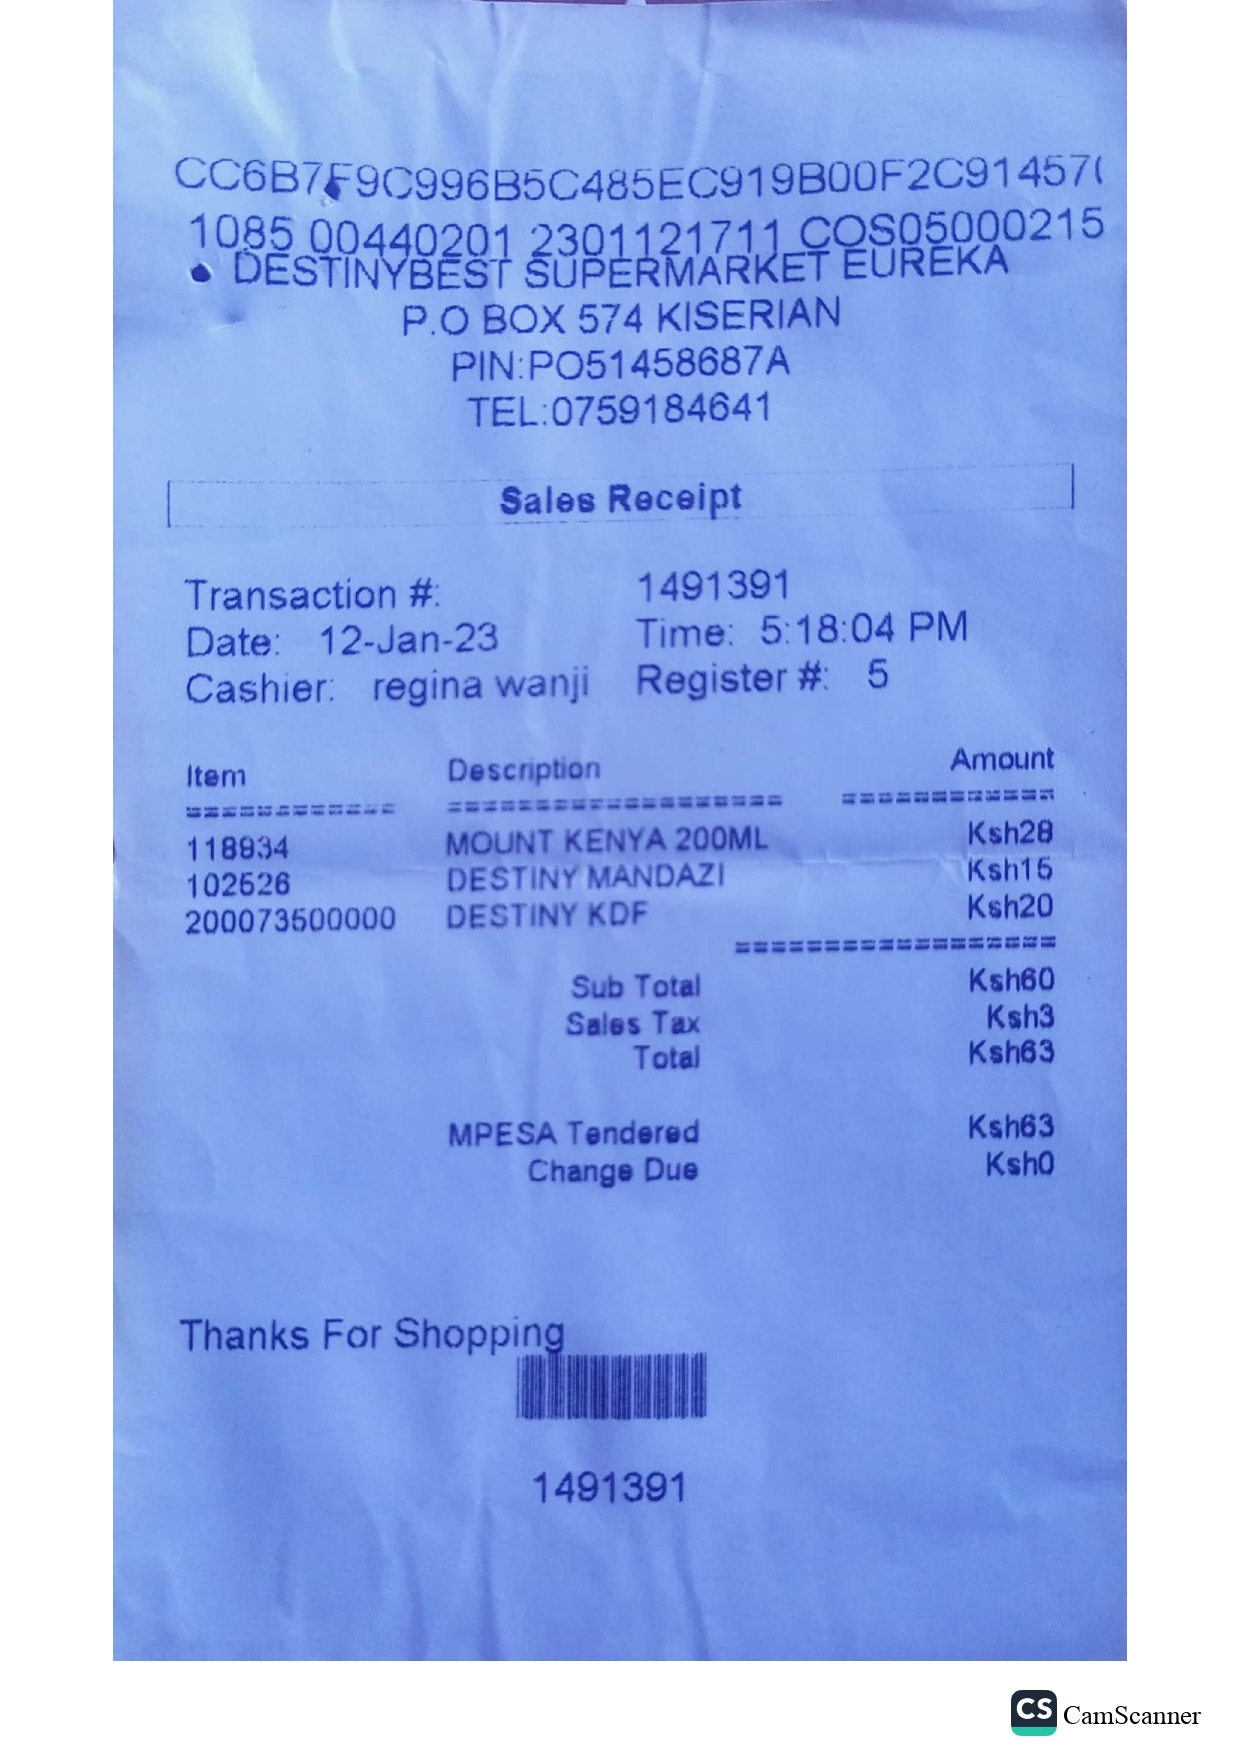 CC6B7F9C996B5C485EC919B00F2C91457(
1085 00440201 2301121711 COS05000215
DESTINYBEST SUPERMARKET EUREKA
P.O BOX 574 KISERIAN
PIN:PO51458687A
TEL:0759184641
Sales Receipt
Transaction #: 1491391
Date: 12-Jan-23 Time: 5:18:04 PM
Cashier: regina wanji Register #: 5
Item Description Amount
============ =================== ============
118934 MOUNT KENYA 200ML Ksh28
102626 DESTINY MANDAZI Ksh15
200073500000 DESTINY KDF Ksh20
==================
Sub Total Ksh60
Sales Tax Ksh3
Total Ksh63
MPESA Tendered Ksh63
Change Due Ksh0
Thanks For Shopping
1491391
CS CamScanner